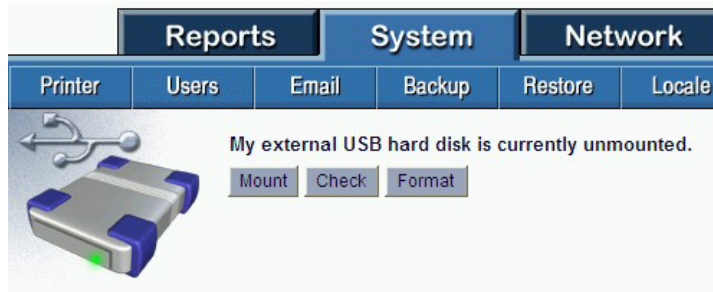 Reports System Network
Printer Users Email Backup Restore Locale
My external USB hard disk is currently unmounted.
Mount Check Format